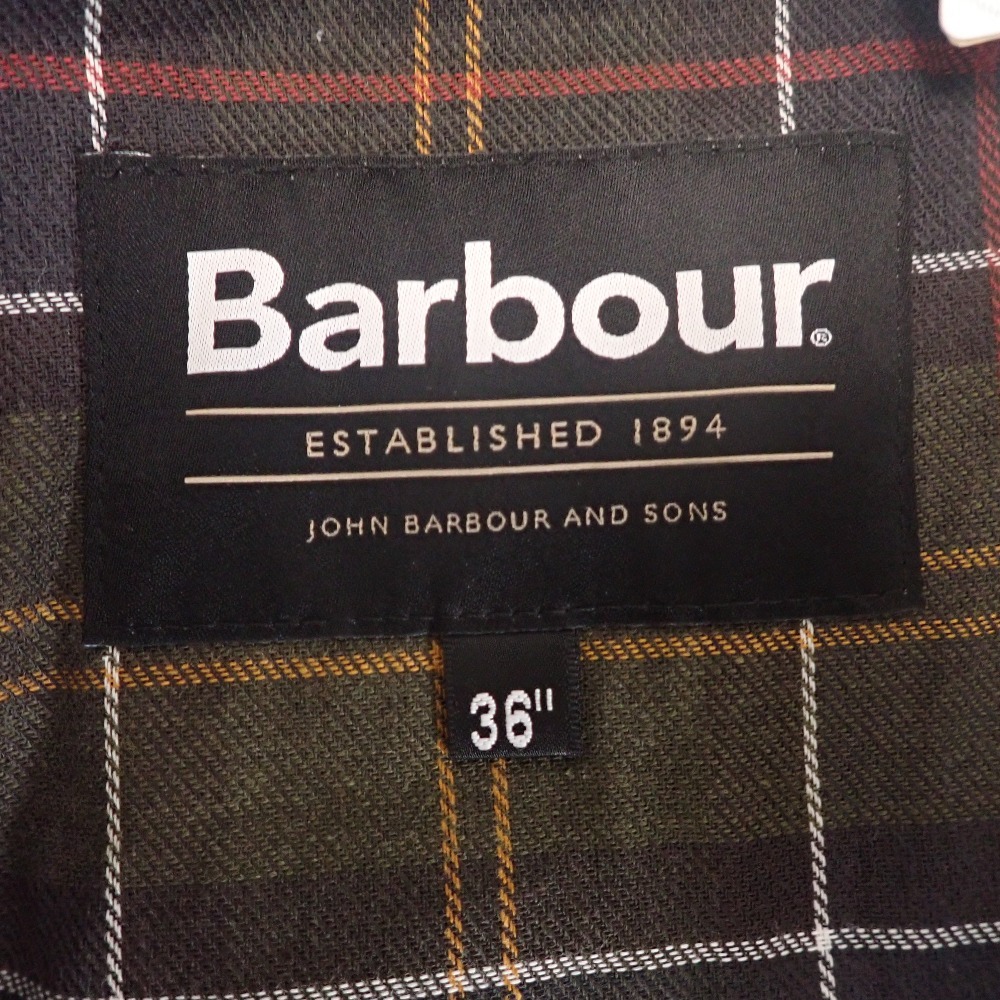 Barbour®
ESTABLISHED 1894
JOHN BARBOUR AND SONS
36"